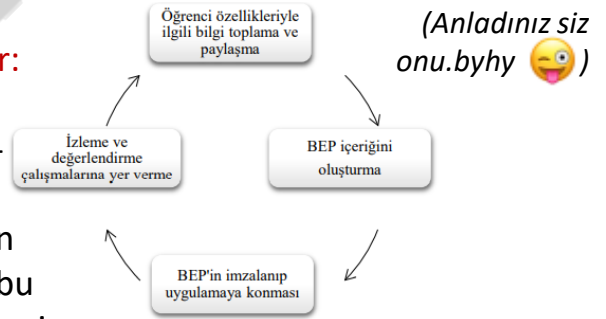 Öğrenci özellikleriyle
ilgili bilgi toplama ve
paylaşma
(Anladınız siz
onu.byhy 😜)
r:
İzleme ve
değerlendirme
çalışmalarına yer verme
BEP içeriğini
oluşturma
n
bu
BEP'in imzalanıp
uygulamaya konması